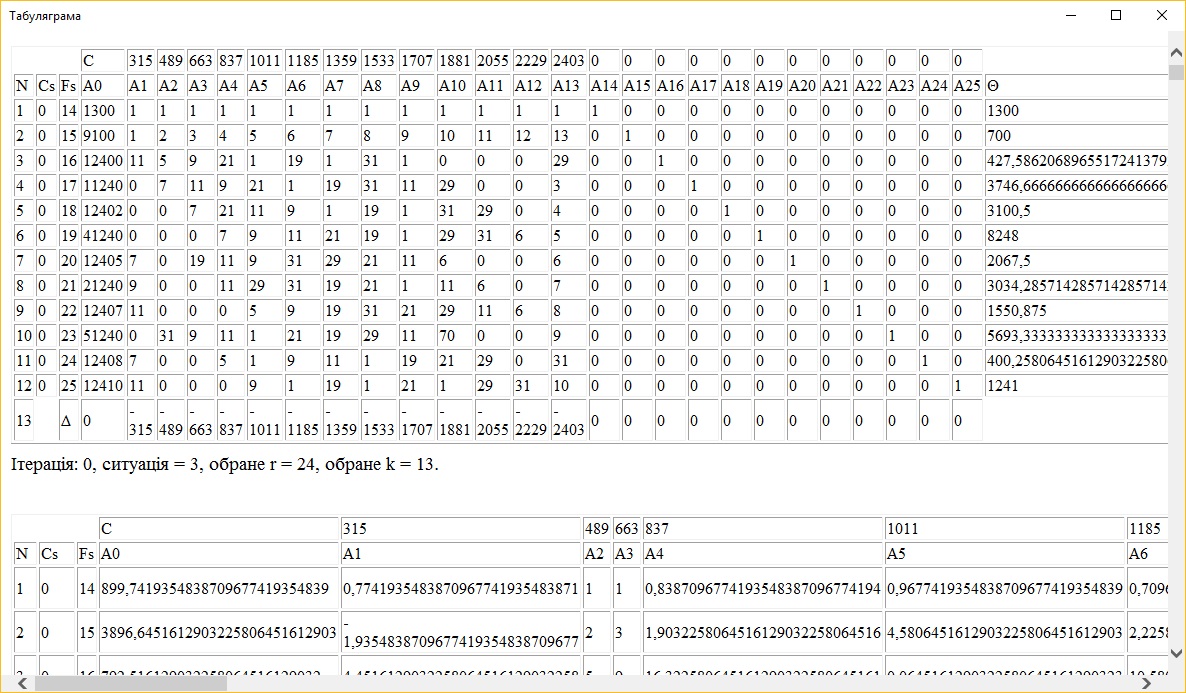 Табуляграма
C 315 489 663 837 1011 1185 1359 1533 1707 1881 2055 2229 2403 0 0 0 0 0 0 0 0 0 0 0 0
N Cs Fs A0 A1 A2 A3 A4 A5 A6 A7 A8 A9 A10 A11 A12 A13 A14 A15 A16 A17 A18 A19 A20 A21 A22 A23 A24 A25 Θ
1 0 14 1300 1 1 1 1 1 1 1 1 1 1 1 1 1 1 0 0 0 0 0 0 0 0 0 0 0 1300
2 0 15 9100 1 2 3 4 5 6 7 8 9 10 11 12 13 0 1 0 0 0 0 0 0 0 0 0 0 700
3 0 16 12400 11 5 9 21 1 19 1 31 1 0 0 0 29 0 0 1 0 0 0 0 0 0 0 0 0 427,5862068965517241379
4 0 17 11240 0 7 11 9 21 1 19 31 11 29 0 0 3 0 0 0 1 0 0 0 0 0 0 0 0 3746,6666666666666666666
5 0 18 12402 0 0 7 21 11 9 1 19 1 31 29 0 4 0 0 0 0 1 0 0 0 0 0 0 0 3100,5
6 0 19 41240 0 0 0 7 9 11 21 19 1 29 31 6 5 0 0 0 0 0 1 0 0 0 0 0 0 8248
7 0 20 12405 7 0 19 11 9 31 29 21 11 6 0 0 6 0 0 0 0 0 0 1 0 0 0 0 0 2067,5
8 0 21 21240 9 0 0 11 29 31 19 21 1 11 6 0 7 0 0 0 0 0 0 0 1 0 0 0 0 3034,285714285714285714
9 0 22 12407 11 0 0 0 5 9 19 31 21 29 11 6 8 0 0 0 0 0 0 0 0 1 0 0 0 1550,875
10 0 23 51240 0 31 9 11 1 21 19 29 11 70 0 0 9 0 0 0 0 0 0 0 0 0 1 0 0 5693,333333333333333333
11 0 24 12408 7 0 0 5 1 9 11 1 19 21 29 0 31 0 0 0 0 0 0 0 0 0 0 1 0 400,2580645161290322580
12 0 25 12410 11 0 0 0 9 1 19 1 21 1 29 31 10 0 0 0 0 0 0 0 0 0 0 0 1 1241
13 Δ 0 -315 -489 -663 -837 -1011 -1185 -1359 -1533 -1707 -1881 -2055 -2229 -2403 0 0 0 0 0 0 0 0 0 0 0 0
Ітерація: 0, ситуація = 3, обране r = 24, обране k = 13.
C 315 489 663 837 1011 1185
N Cs Fs A0 A1 A2 A3 A4 A5 A6
1 0 14 899,7419354838709677419354839 0,7741935483870967741935483871 1 1 0,8387096774193548387096774194 0,9677419354838709677419354839 0,7096
2 0 15 3896,6451612903225806451612903 -1,935483870967741935483870 9677 2 3 1,9032258064516129032258064516 4,5806451612903225806451612903 2,2258